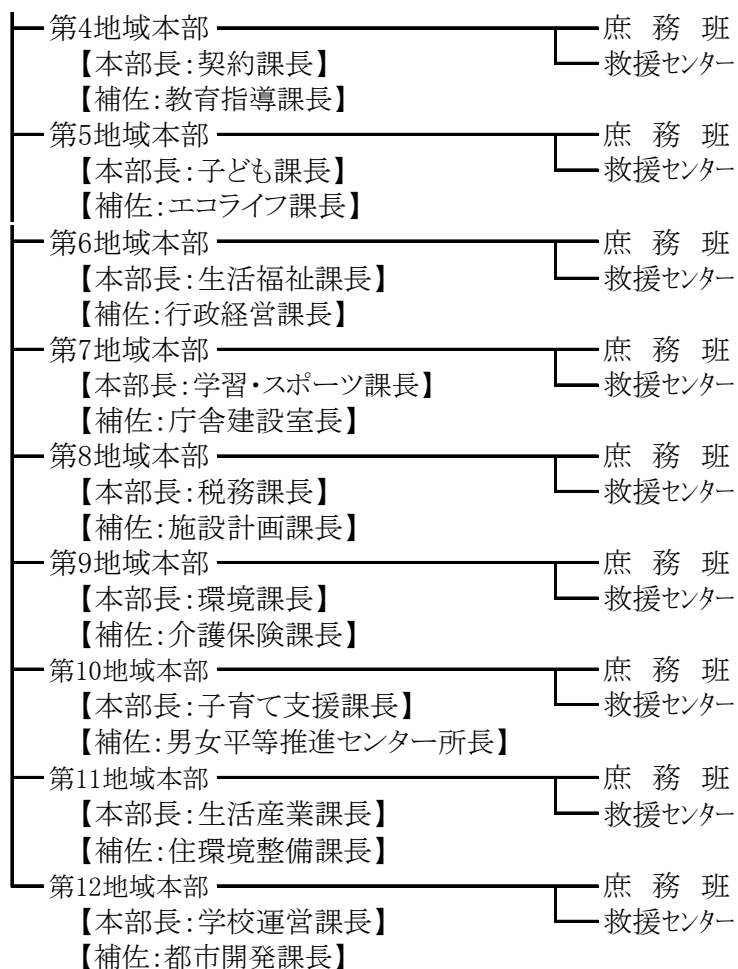 第4地域本部 庶 務 班
【本部長:契約課長】 救援センター
【補佐:教育指導課長】
第5地域本部 庶 務 班
【本部長:子ども課長】 救援センター
【補佐:エコライフ課長】
第6地域本部 庶 務 班
【本部長:生活福祉課長】 救援センター
【補佐:行政経営課長】
第7地域本部 庶 務 班
【本部長:学習・スポーツ課長】 救援センター
【補佐:庁舎建設室長】
第8地域本部 庶 務 班
【本部長:税務課長】 救援センター
【補佐:施設計画課長】
第9地域本部 庶 務 班
【本部長:環境課長】 救援センター
【補佐:介護保険課長】
第10地域本部 庶 務 班
【本部長:子育て支援課長】 救援センター
【補佐:男女平等推進センター所長】
第11地域本部 庶 務 班
【本部長:生活産業課長】 救援センター
【補佐:住環境整備課長】
第12地域本部 庶 務 班
【本部長:学校運営課長】 救援センター
【補佐:都市開発課長】